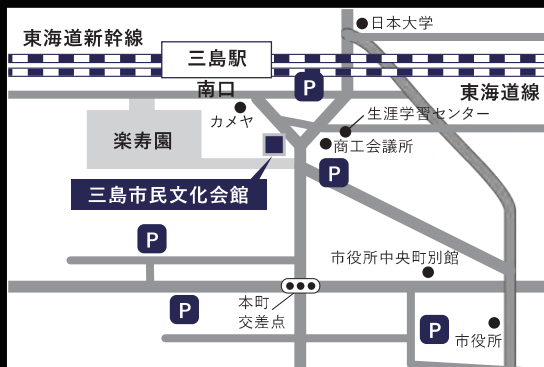 日本大学
東海道新幹線
三島駅
南口
P
東海道線
カメヤ
生涯学習センター
楽寿園
商工会議所
P
三島市民文化会館
P
市役所中央町別館
本町
交差点
P
P
市役所